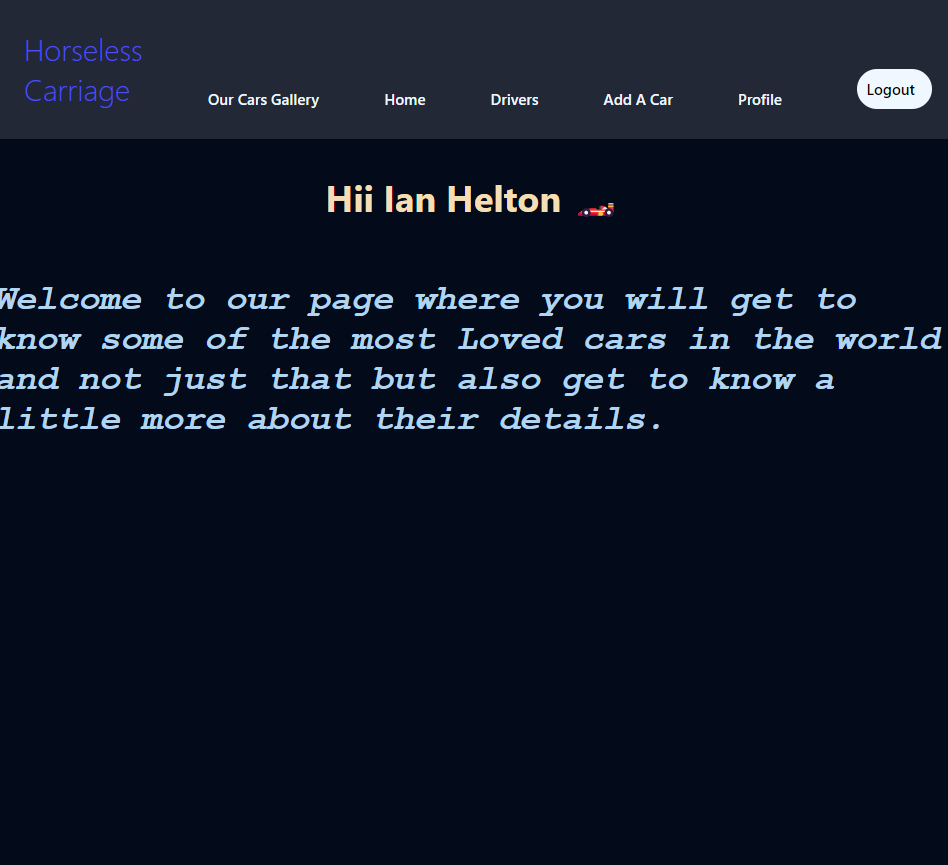 Horseless
Carriage
Our Cars Gallery
Home
Drivers
Add A Car
Profile
Logout
Hii Ian Helton 🏎️
Welcome to our page where you will get to
know some of the most Loved cars in the world
and not just that but also get to know a
little more about their details.